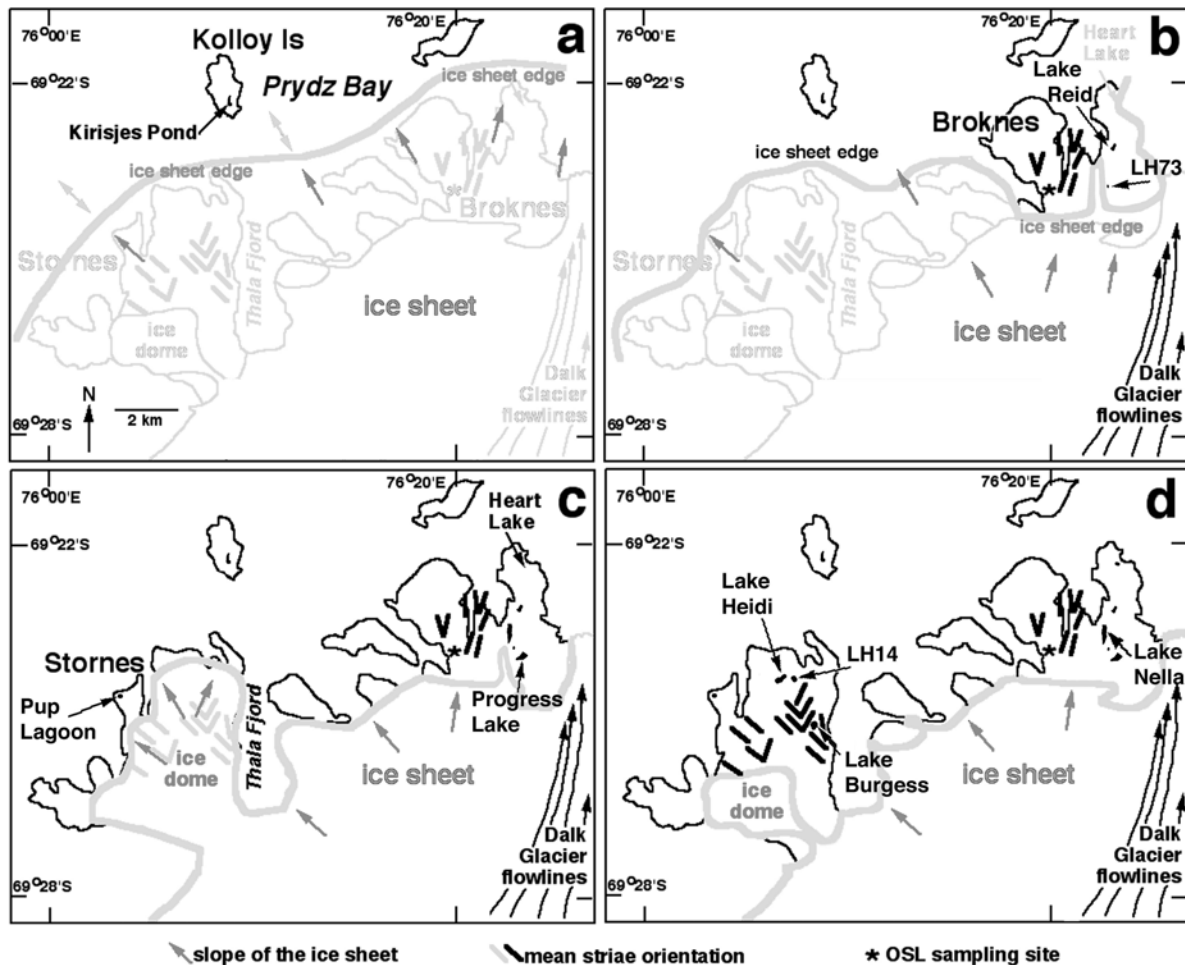 76°00'E
76°20'E
a
Kolloy Is
69°22'S
Prydz Bay
ice sheet edge
Kirisjes Pond
ice sheet edge
Broknes
Stornes
Thala Fjord
ice sheet
ice
dome
N
2 km
Dalk
Glacier
flowlines
69°28'S
76°00'E
76°20'E
b
Heart
Lake
69°22'S
Lake
Reid
Broknes
ice sheet edge
LH73
ice sheet edge
Stornes
Thala Fjord
ice sheet
ice
dome
Dalk
Glacier
flowlines
69°28'S
76°00'E
76°20'E
c
Heart
Lake
69°22'S
Stornes
Pup
Lagoon
Thala Fjord
Progress
Lake
ice
dome
ice sheet
Dalk
Glacier
flowlines
69°28'S
76°00'E
76°20'E
d
69°22'S
Lake
Heidi
LH14
Lake
Nella
ice sheet
Lake
Burgess
ice
dome
Dalk
Glacier
flowlines
69°28'S
slope of the ice sheet
mean striae orientation
* OSL sampling site